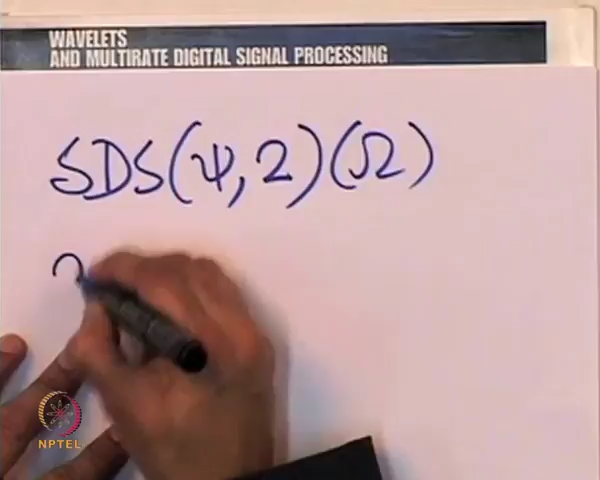 WAVELETS
AND MULTIRATE DIGITAL SIGNAL PROCESSING
SDS(ψ, 2)(Ω)
NPTEL